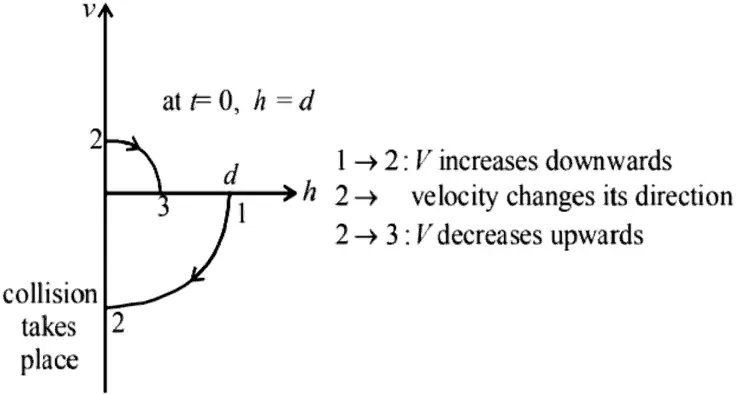 v
at t= 0, h = d
2
d
h
3
1
collision
takes
place
2
1 → 2 : V increases downwards
2 → velocity changes its direction
2 → 3 : V decreases upwards